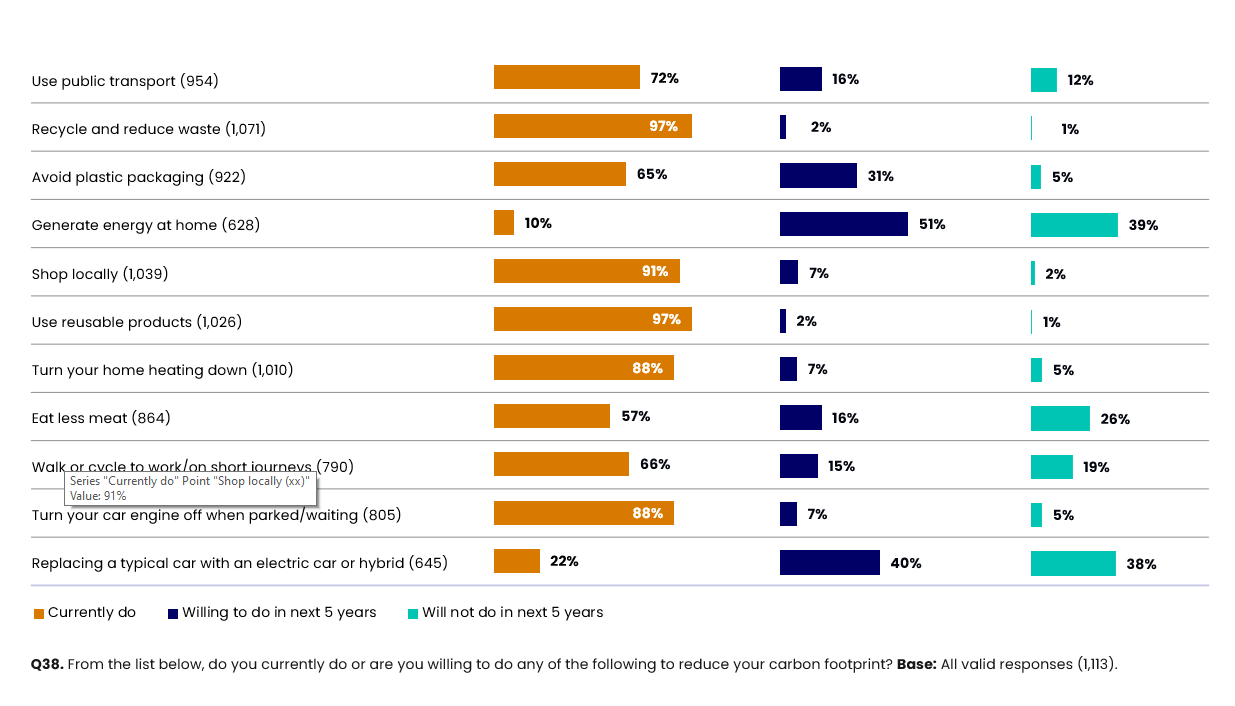 Use public transport (954) 72% 16% 12%
Recycle and reduce waste (1,071) 97% 2% 1%
Avoid plastic packaging (922) 65% 31% 5%
Generate energy at home (628) 10% 51% 39%
Shop locally (1,039) 91% 7% 2%
Use reusable products (1,026) 97% 2% 1%
Turn your home heating down (1,010) 88% 7% 5%
Eat less meat (864) 57% 16% 26%
Walk or cycle to work/on short journeys (790) 66% 15% 19%
Series "Currently do" Point "Shop locally (xx)"
Value: 91%
Turn your car engine off when parked/waiting (805) 88% 7% 5%
Replacing a typical car with an electric car or hybrid (645) 22% 40% 38%
Currently do Willing to do in next 5 years Will not do in next 5 years
Q38. From the list below, do you currently do or are you willing to do any of the following to reduce your carbon footprint? Base: All valid responses (1,113).